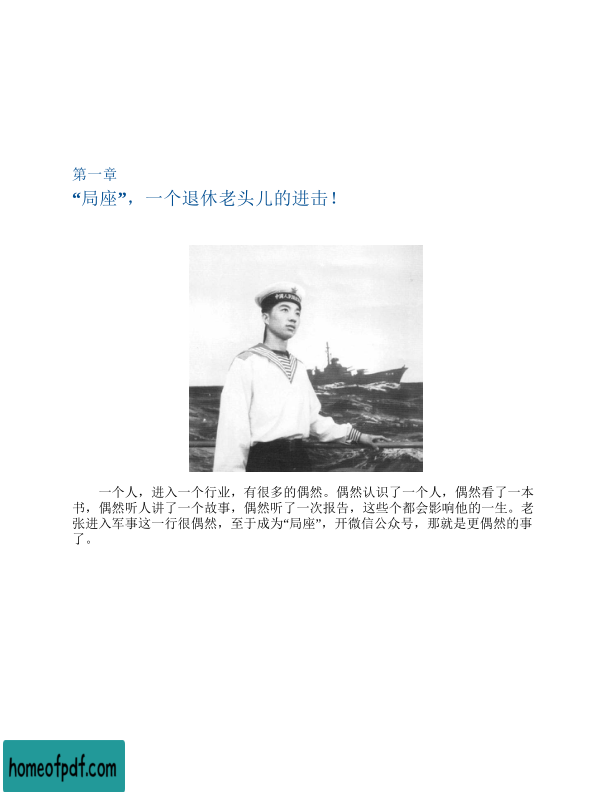 第一章
“局座”，一个退休老头儿的进击！
一个人，进入一个行业，有很多的偶然。偶然认识了一个人，偶然看了一本
书，偶然听人讲了一个故事，偶然听了一次报告，这些个都会影响他的一生。老
张进入军事这一行很偶然，至于成为“局座”，开微信公众号，那就是更偶然的事
了。
homeofpdf.com